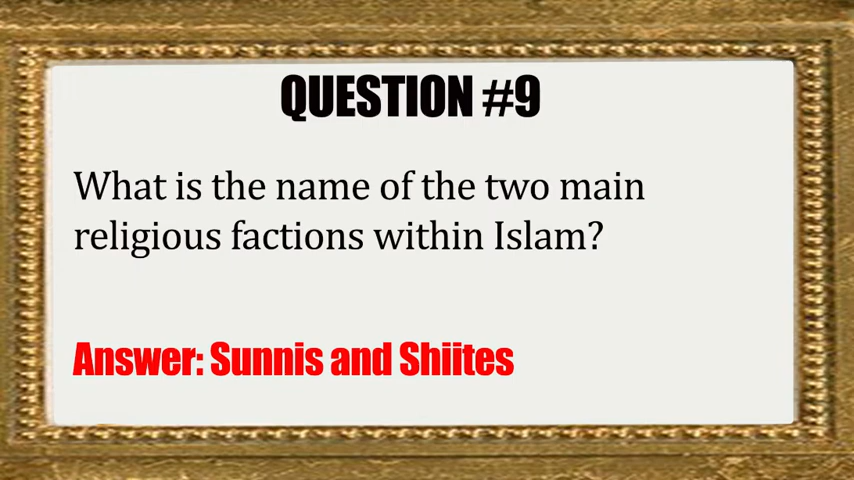 QUESTION #9
What is the name of the two main
religious factions within Islam?
Answer: Sunnis and Shiites